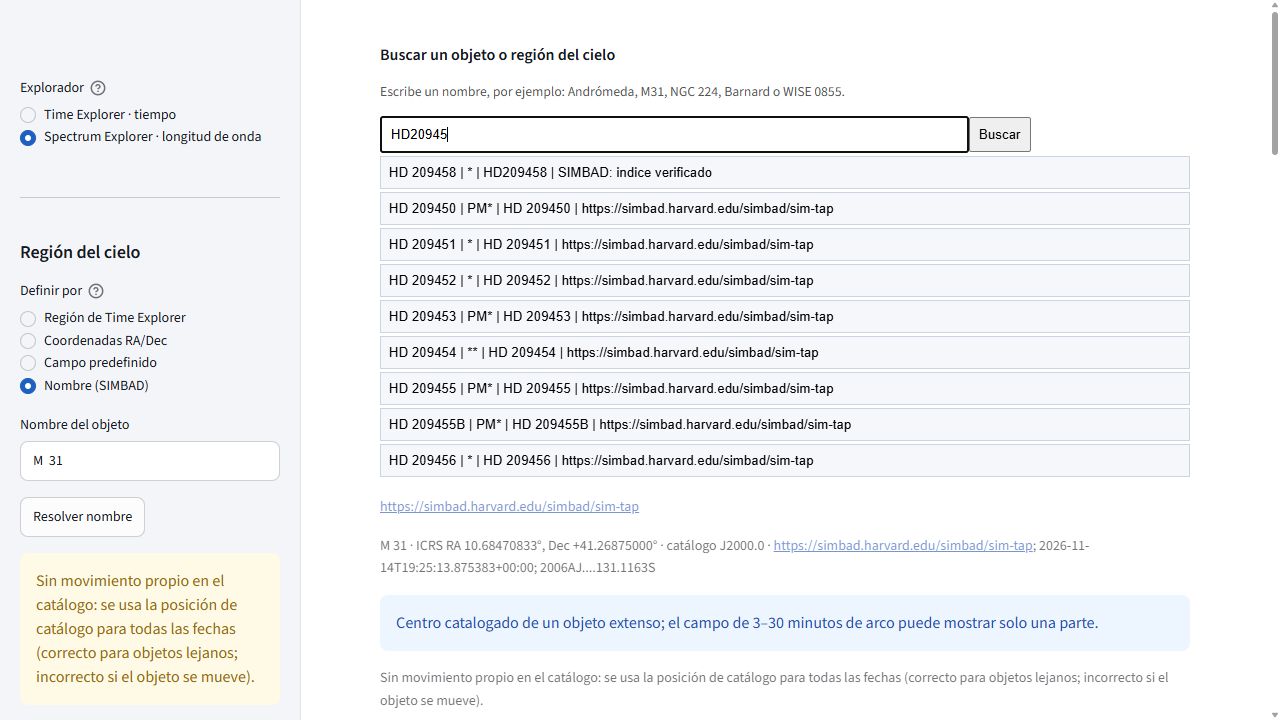 Explorador ?
Time Explorer · tiempo
Spectrum Explorer · longitud de onda
Región del cielo
Definir por ?
Región de Time Explorer
Coordenadas RA/Dec
Campo predefinido
Nombre (SIMBAD)
Nombre del objeto
M 31
Resolver nombre
Sin movimiento propio en el
catálogo: se usa la posición de
catálogo para todas las fechas
(correcto para objetos lejanos;
incorrecto si el objeto se mueve).
Buscar un objeto o región del cielo
Escribe un nombre, por ejemplo: Andrómeda, M31, NGC 224, Barnard o WISE 0855.
HD20945
Buscar
HD 209458 | * | HD209458 | SIMBAD: indice verificado
HD 209450 | PM* | HD 209450 | https://simbad.harvard.edu/simbad/sim-tap
HD 209451 | * | HD 209451 | https://simbad.harvard.edu/simbad/sim-tap
HD 209452 | * | HD 209452 | https://simbad.harvard.edu/simbad/sim-tap
HD 209453 | PM* | HD 209453 | https://simbad.harvard.edu/simbad/sim-tap
HD 209454 | ** | HD 209454 | https://simbad.harvard.edu/simbad/sim-tap
HD 209455 | PM* | HD 209455 | https://simbad.harvard.edu/simbad/sim-tap
HD 209455B | PM* | HD 209455B | https://simbad.harvard.edu/simbad/sim-tap
HD 209456 | * | HD 209456 | https://simbad.harvard.edu/simbad/sim-tap
https://simbad.harvard.edu/simbad/sim-tap
M 31 · ICRS RA 10.68470833°, Dec +41.26875000° · catálogo J2000.0 · https://simbad.harvard.edu/simbad/sim-tap; 2026-11-
14T19:25:13.875383+00:00; 2006AJ....131.1163S
Centro catalogado de un objeto extenso; el campo de 3–30 minutos de arco puede mostrar solo una parte.
Sin movimiento propio en el catálogo: se usa la posición de catálogo para todas las fechas (correcto para objetos lejanos; incorrecto si el
objeto se mueve).